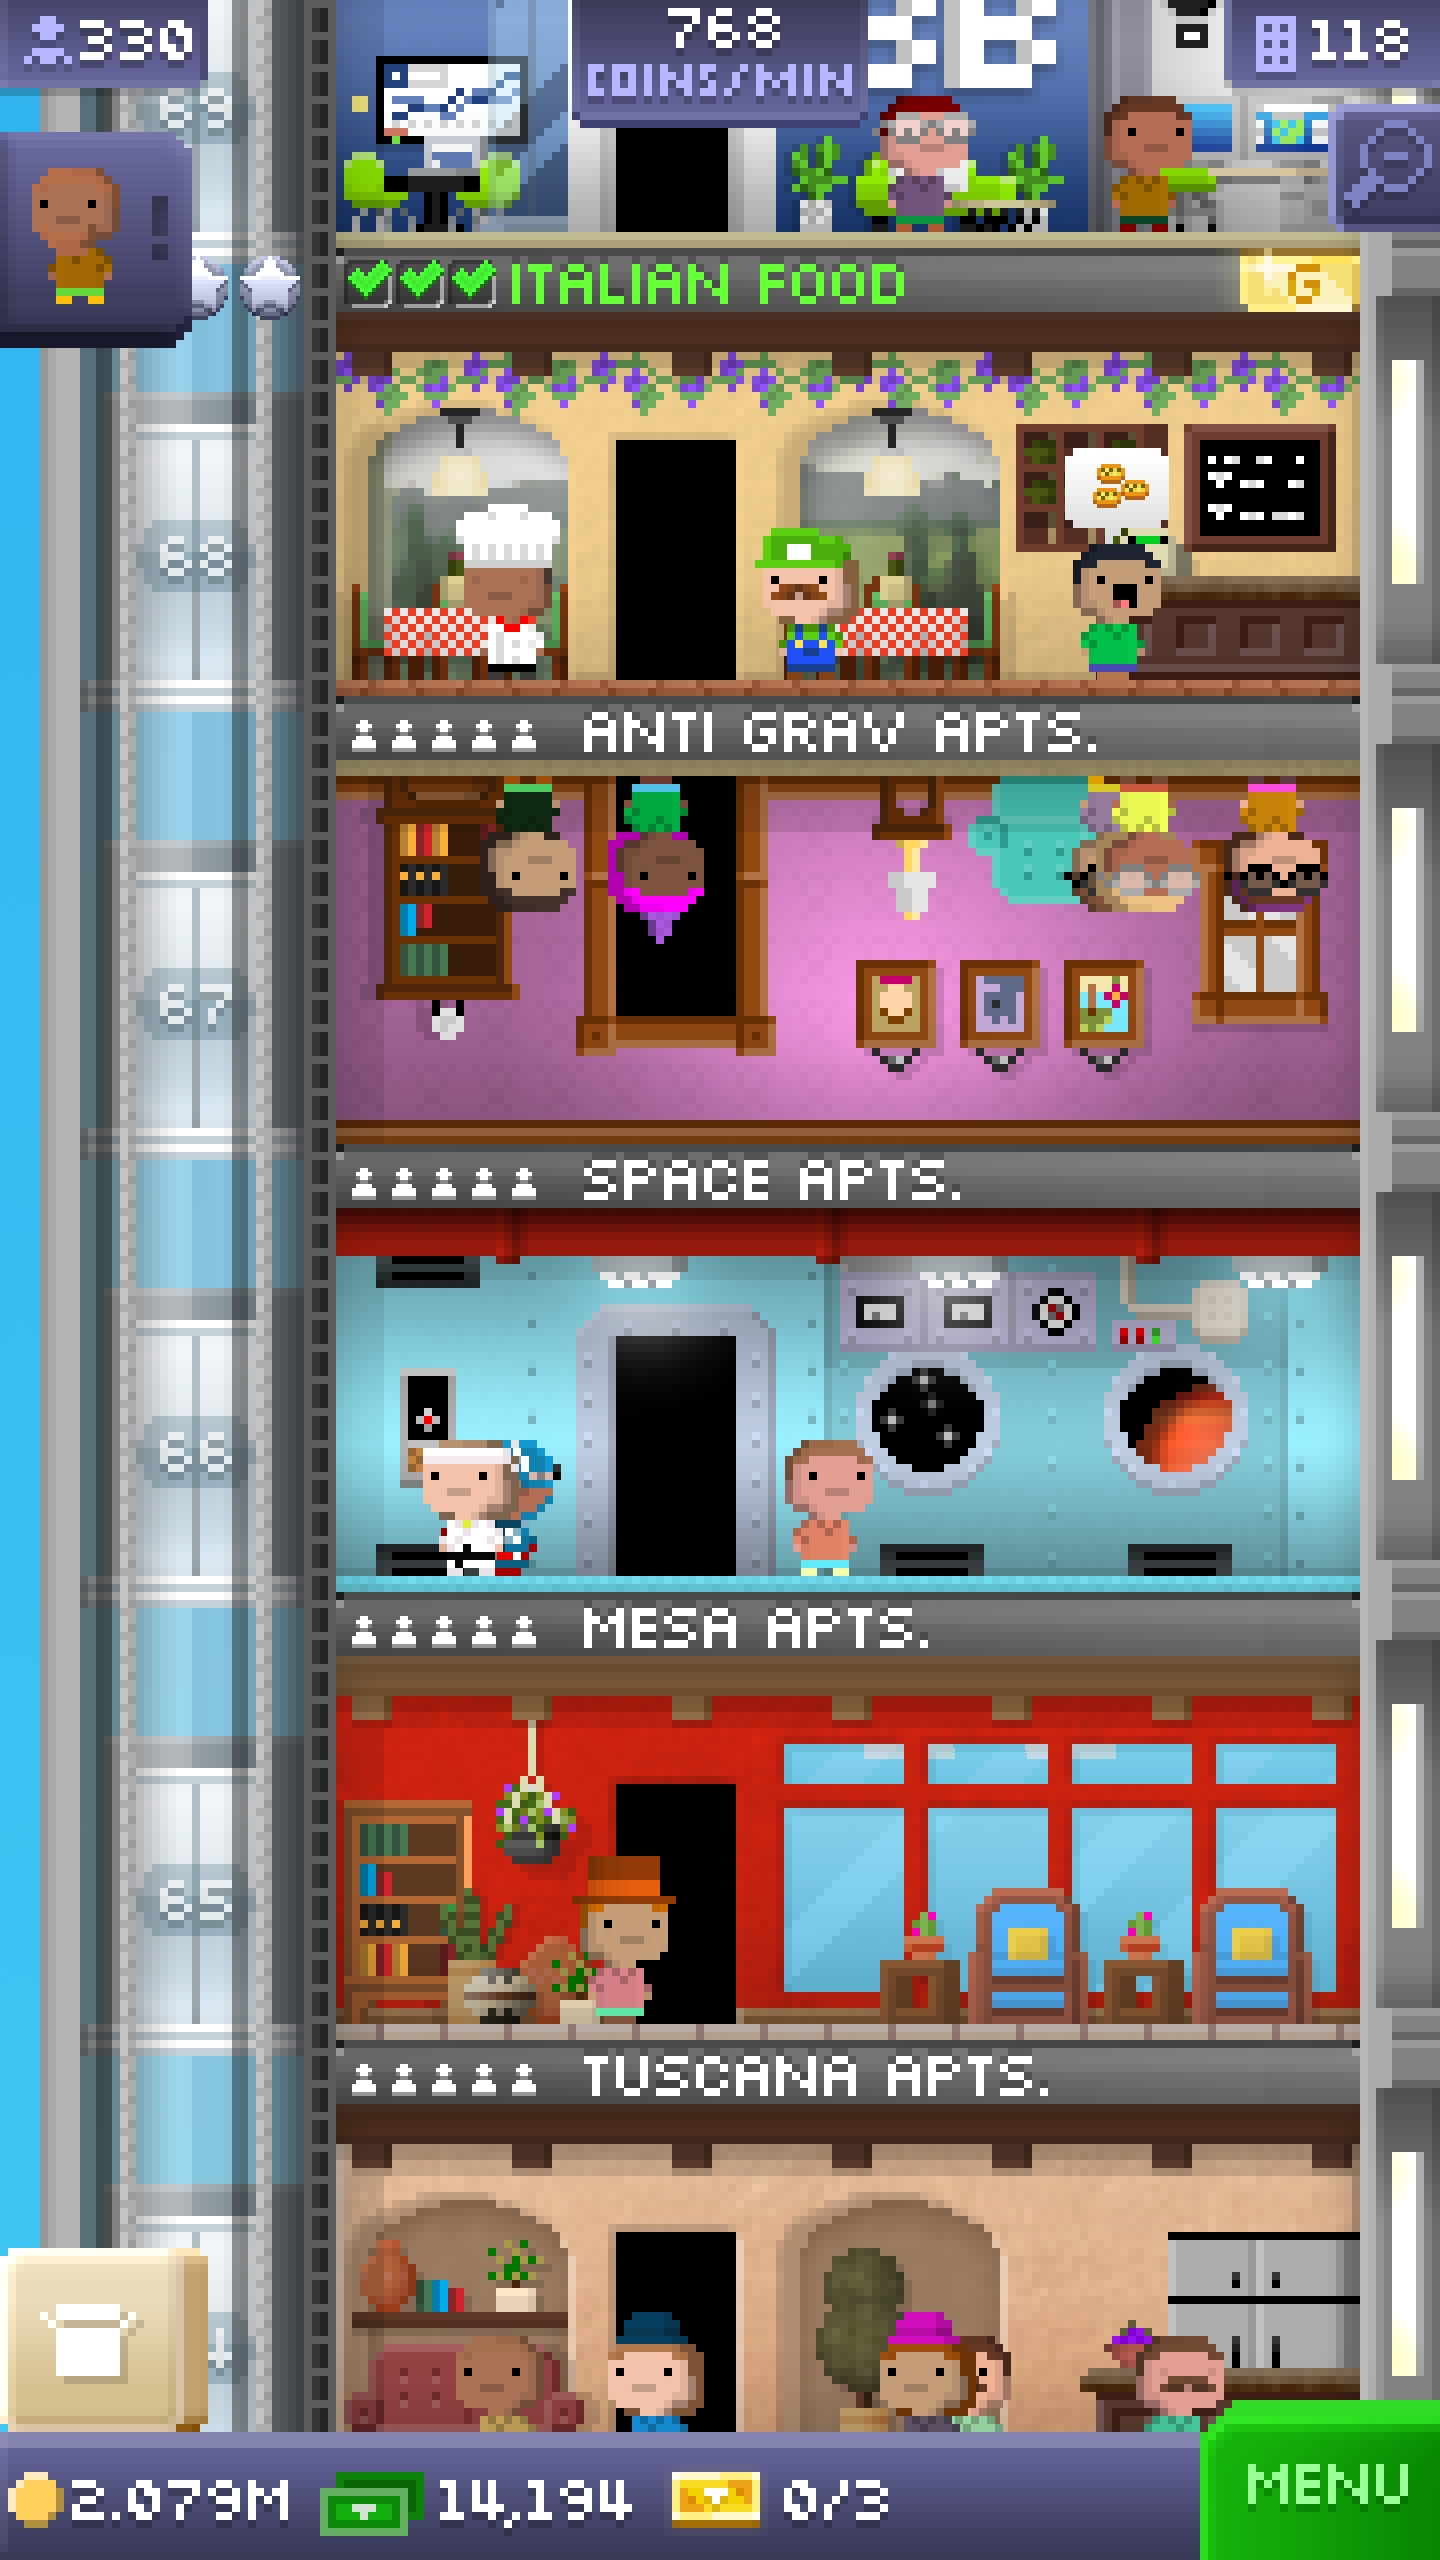 330
768
COINS/MIN
118
ITALIAN FOOD
G
68
ANTI GRAV APTS.
67
SPACE APTS.
66
MESA APTS.
65
TUSCANA APTS.
2.079M
14,194
0/3
MENU